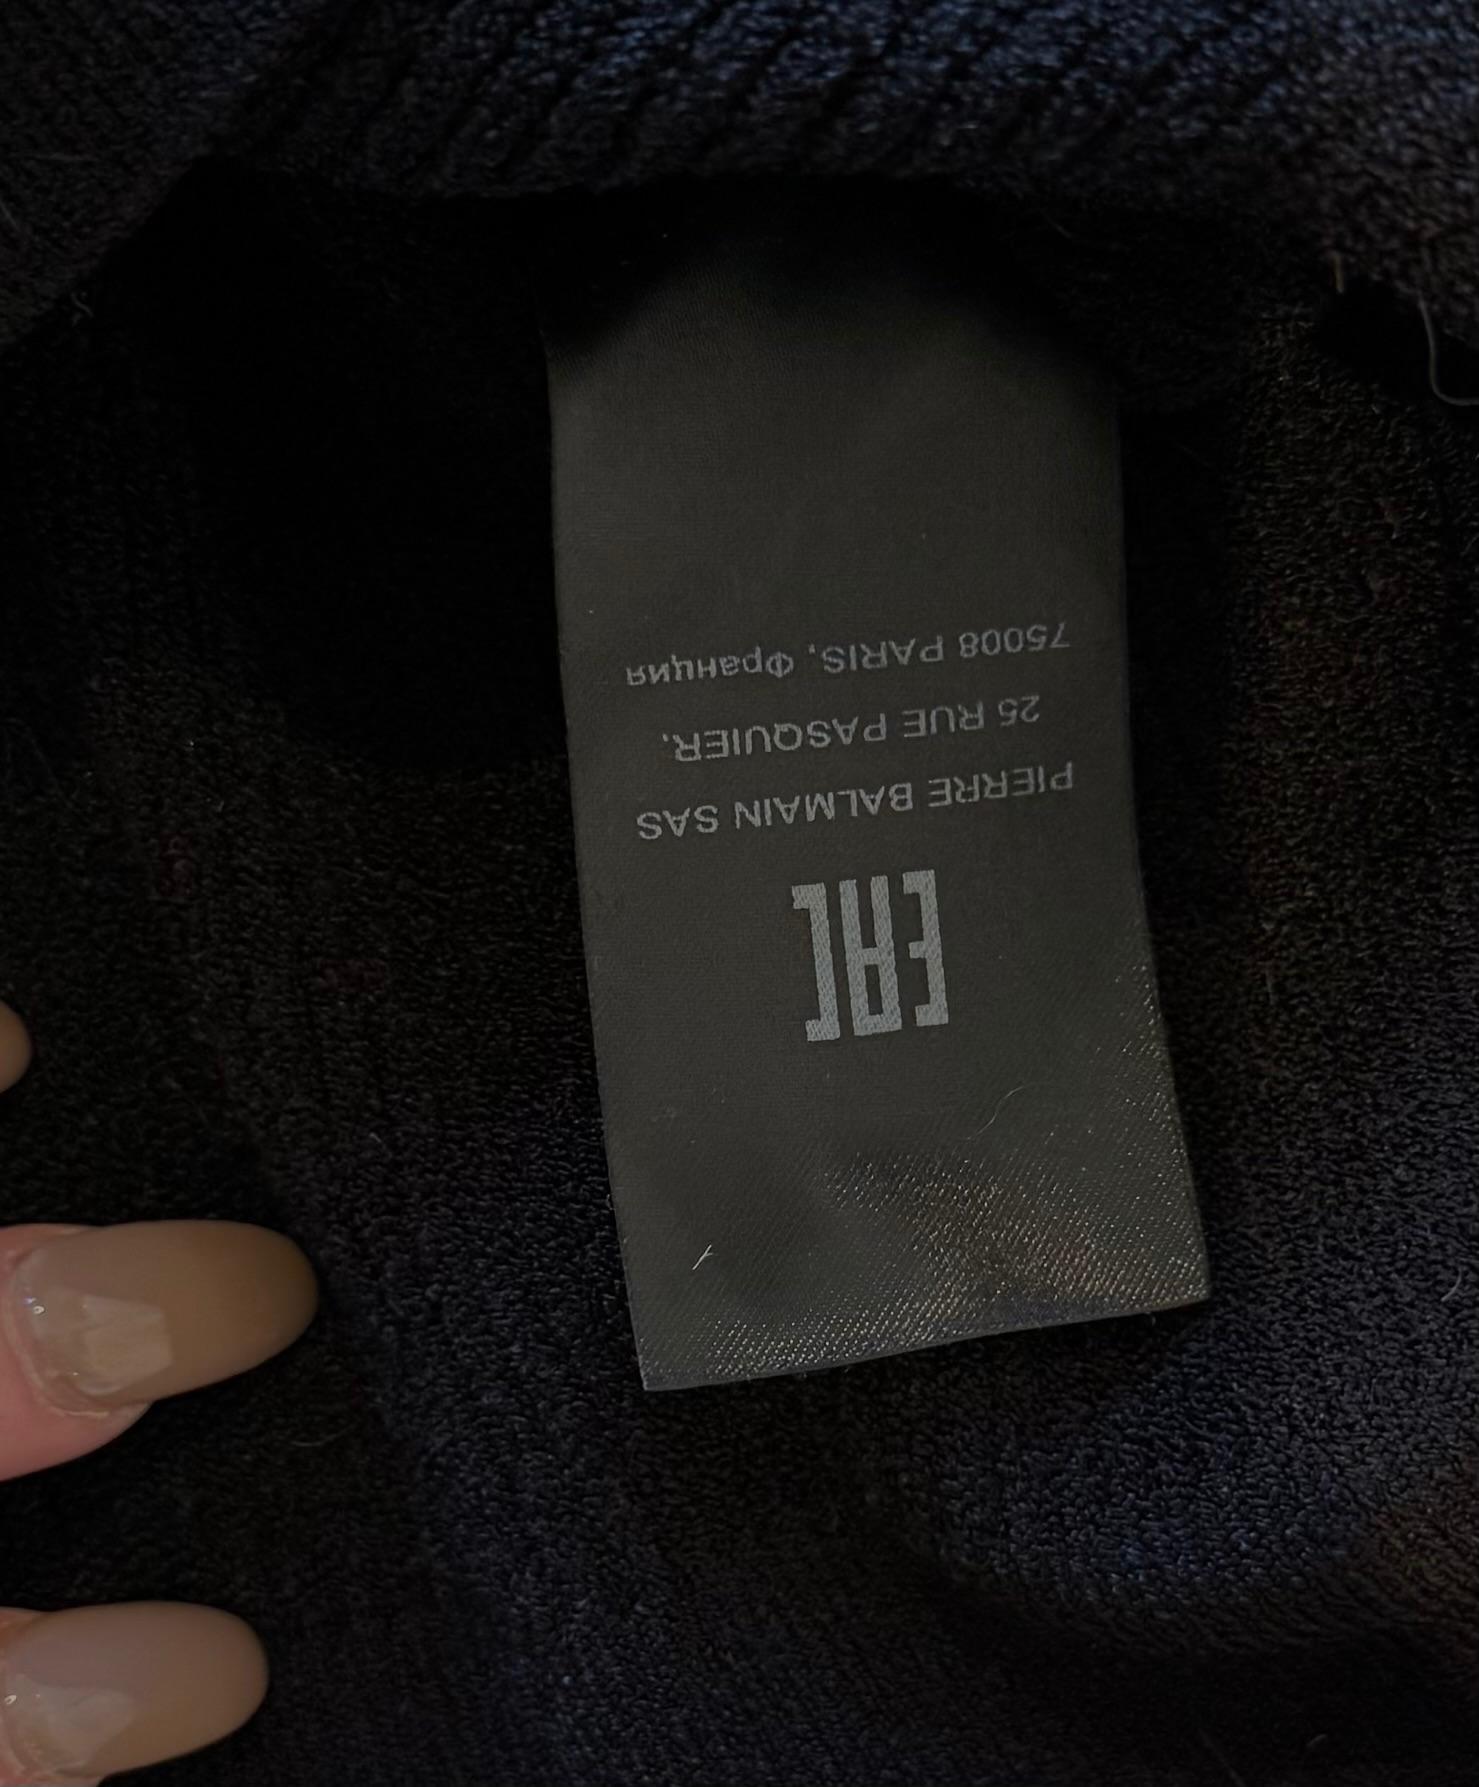 EAC
PIERRE BALMAIN SAS
25 RUE PASQUIER,
75008 PARIS, Франция